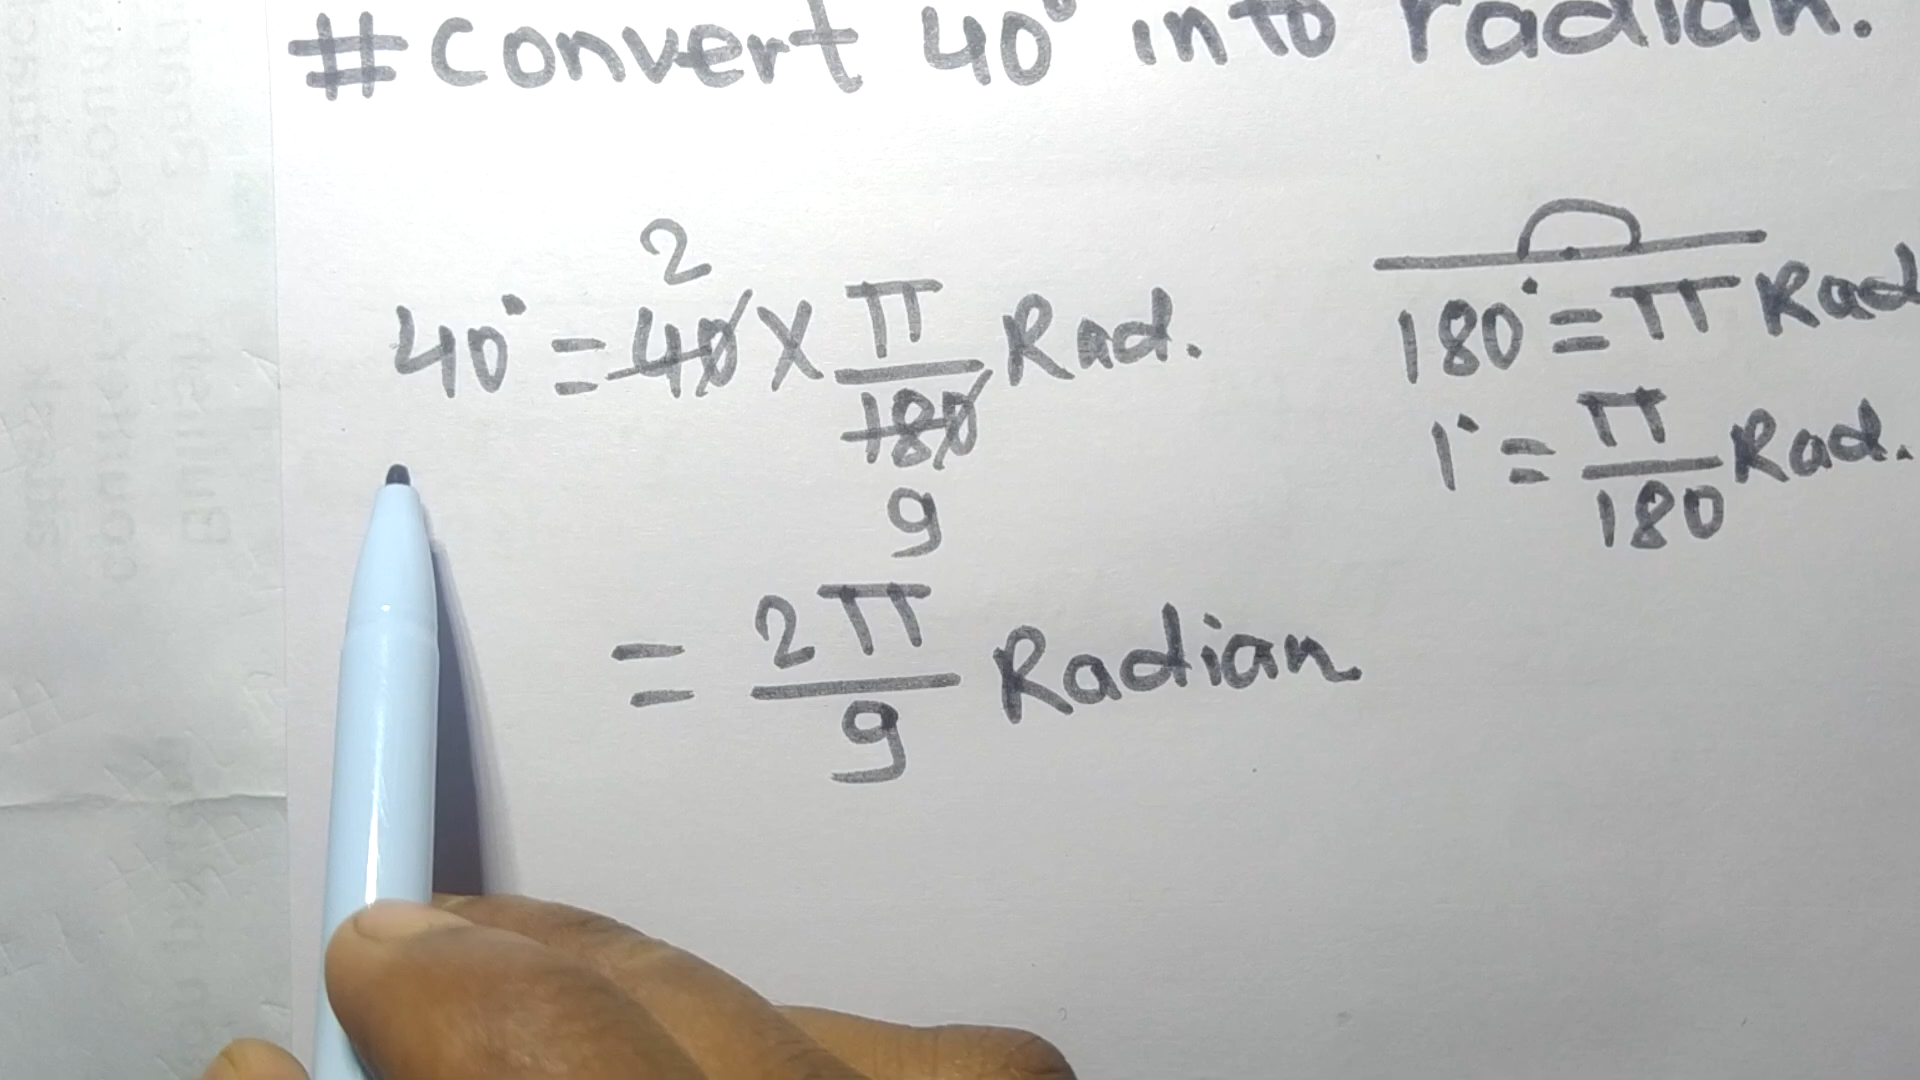 #Convert 40° into radian.
2
40° = 40 × π/180 Rad.
9
= 2π/9 Radian
180° = π Rad
1° = π/180 Rad.